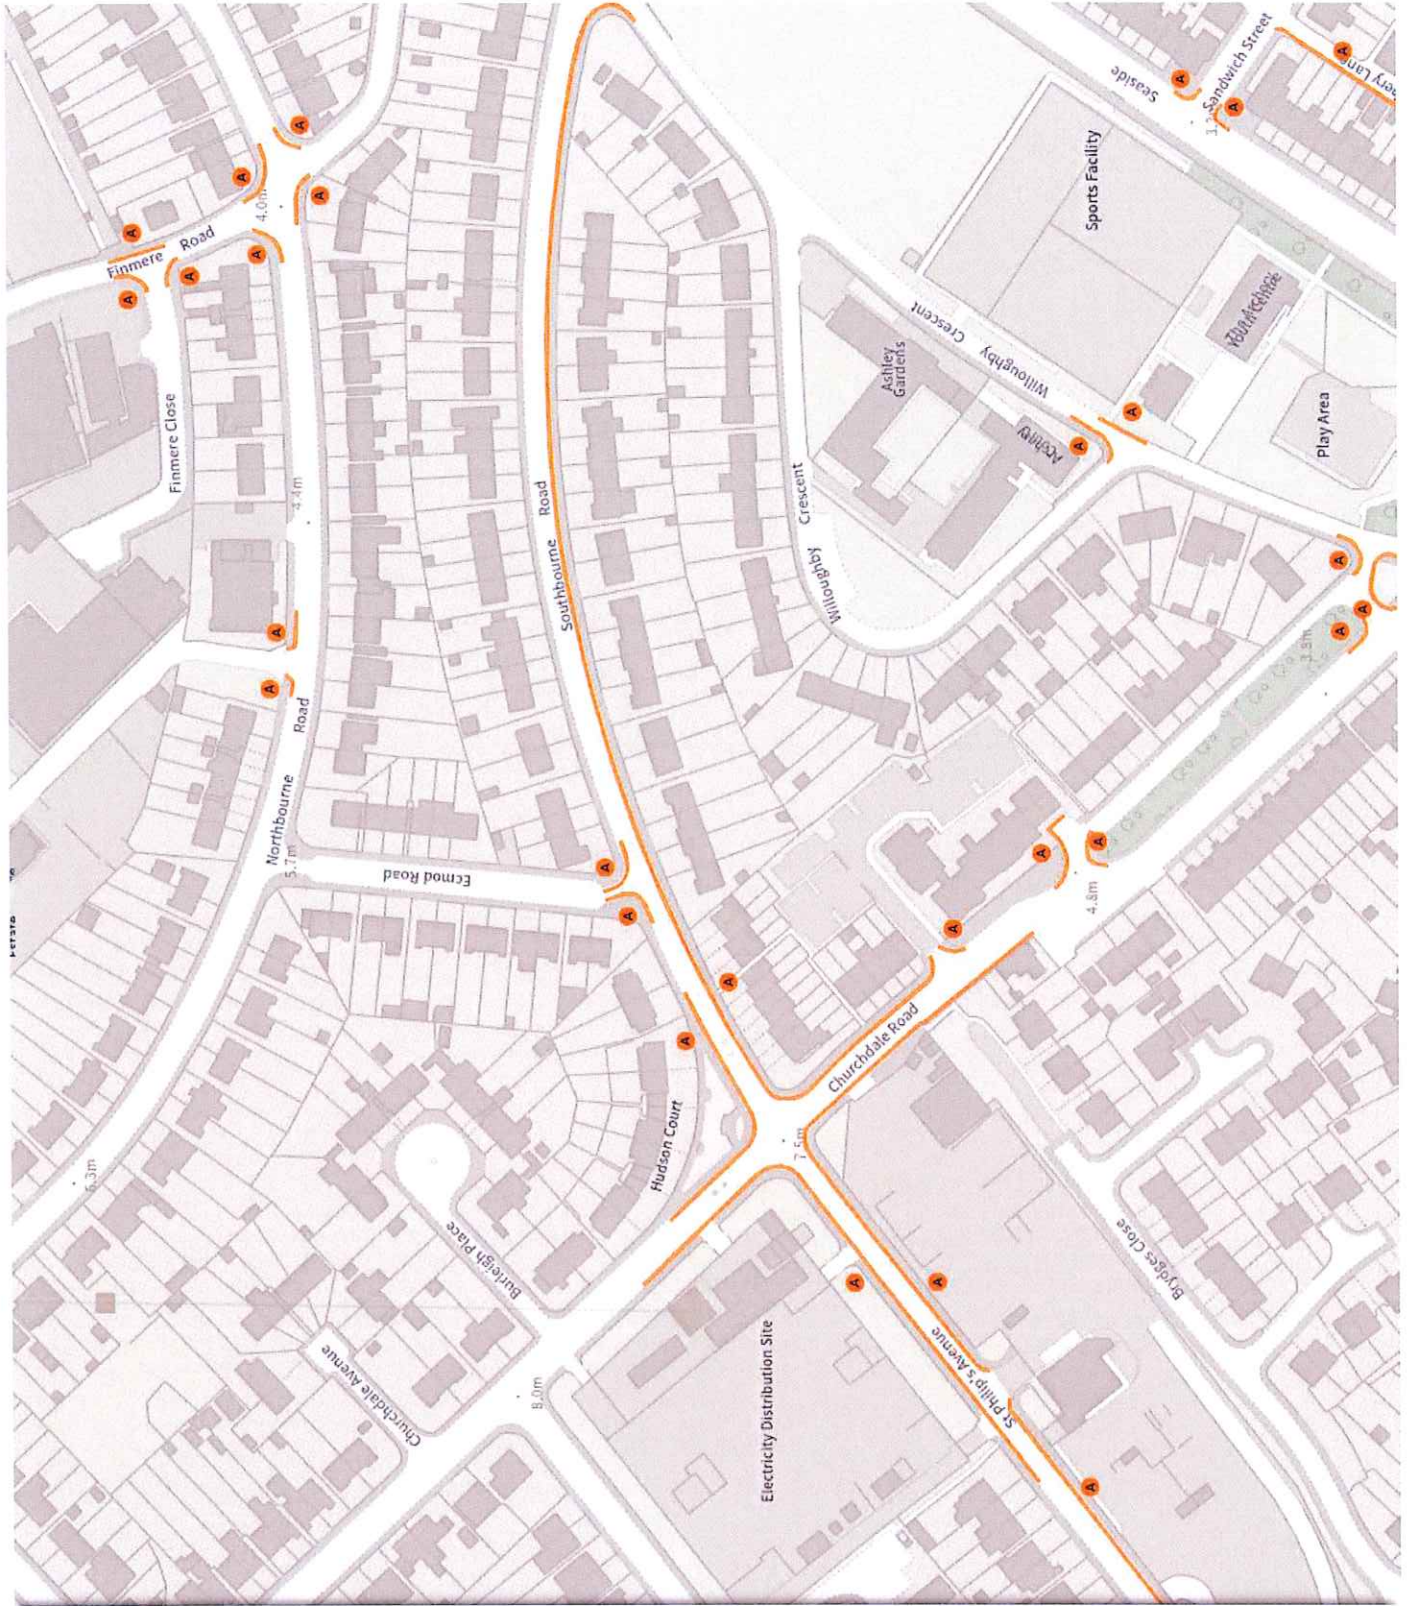 Sandwich Street
Seaside
Sports Facility
A
A
A
A
A
A
4.0m
Finmere
Road
A
A
A
A
Finmere Close
4.4m
Southbourne
Road
Crescent
Willoughby
Ashley
Gardens
Willoughby
Crescent
A
A
Play Area
A
A
Northbourne
Road
5.7m
Ecmod Road
A
A
A
A
A
3.8m
A
A
4.8m
A
A
A
Churchdale Road
Hudson Court
7.5m
6.3m
Burleigh Place
Churchdale Avenue
8.0m
Electricity Distribution Site
A
A
St Philip's Avenue
A
Brydges Close